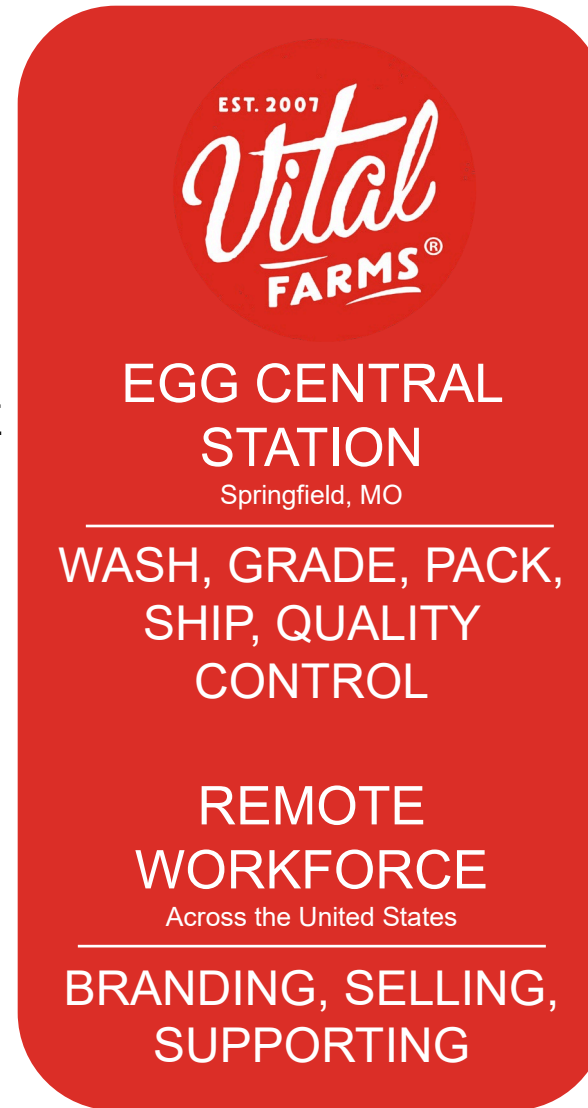 EST. 2007
Vital
FARMS®
EGG CENTRAL
STATION
Springfield, MO
WASH, GRADE, PACK,
SHIP, QUALITY
CONTROL
REMOTE
WORKFORCE
Across the United States
BRANDING, SELLING,
SUPPORTING